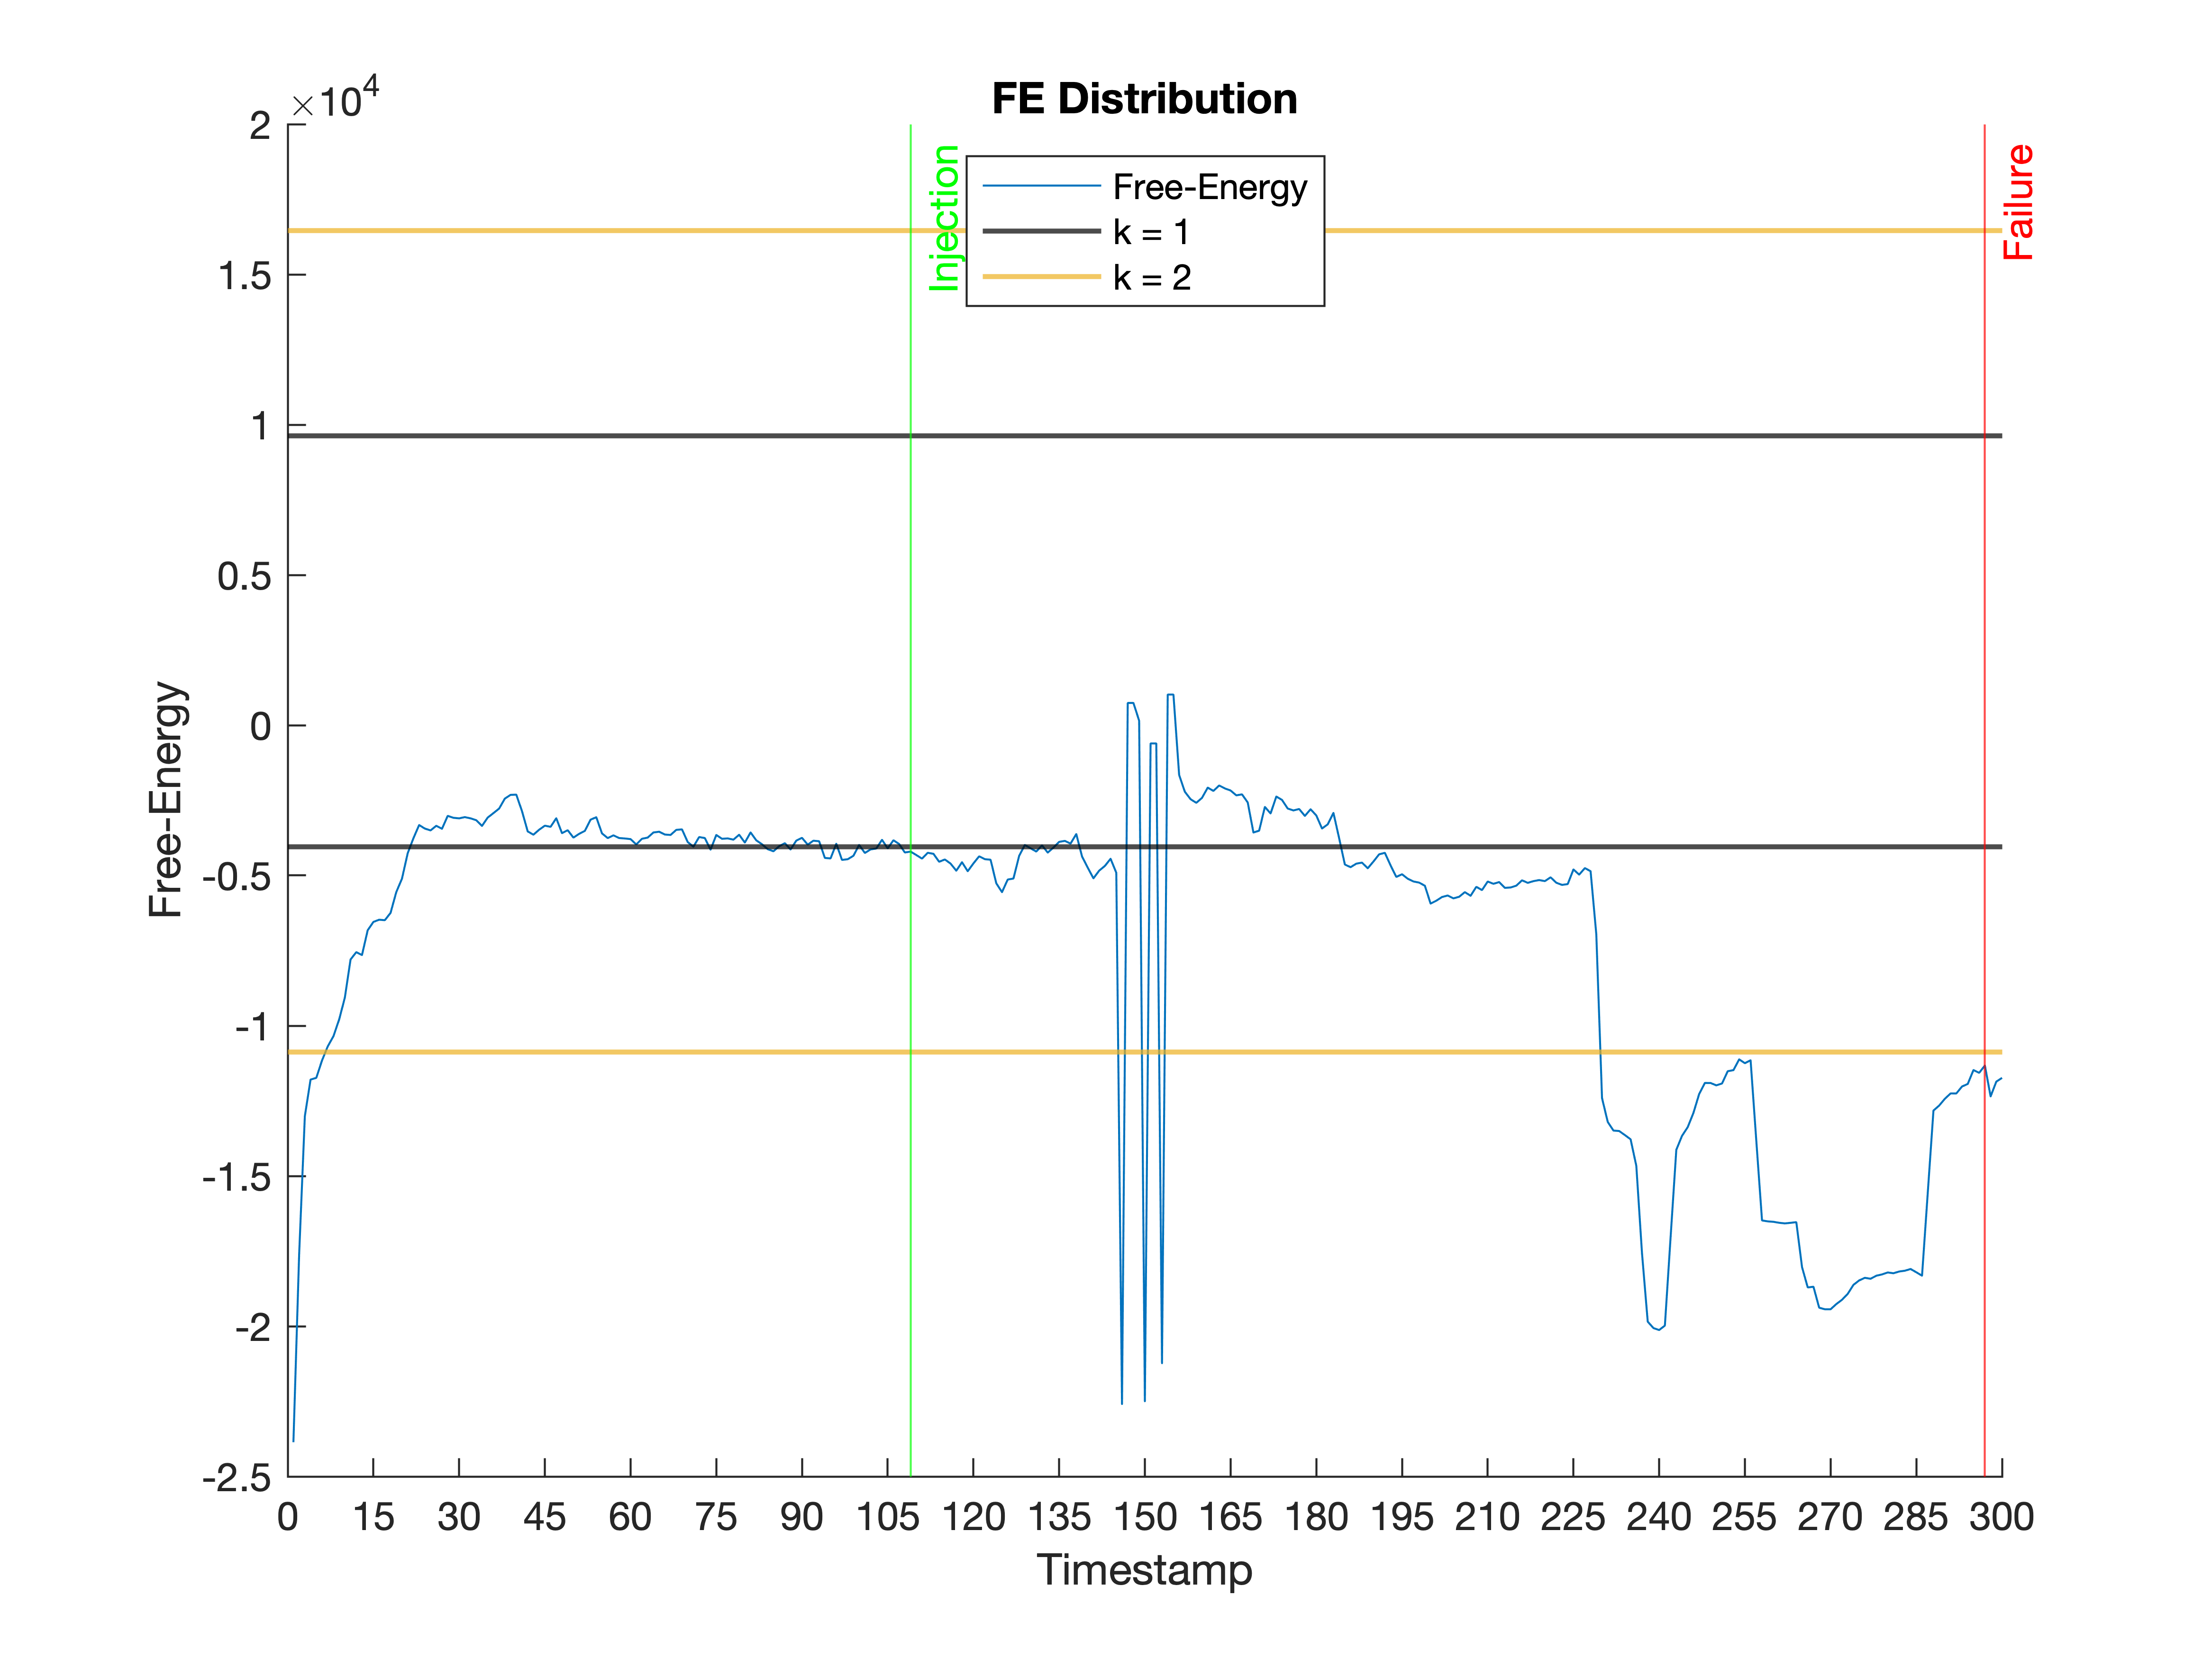 FE Distribution
×10^4
2
1.5
1
0.5
0
-0.5
-1
-1.5
-2
-2.5
Free-Energy
Injection
Free-Energy
k = 1
k = 2
Failure
0 15 30 45 60 75 90 105 120 135 150 165 180 195 210 225 240 255 270 285 300
Timestamp